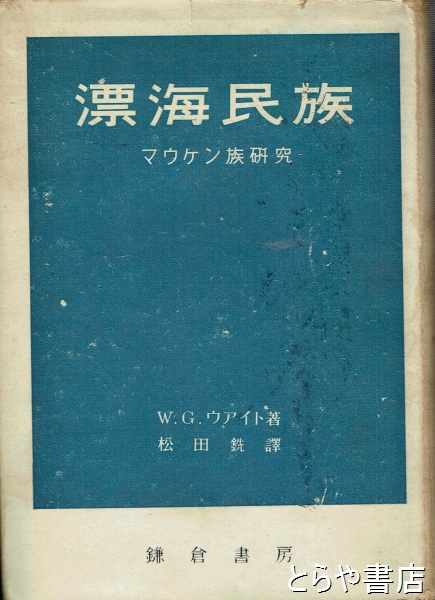 漂海民族
マウケン族研究
W.G.ウアイト著
松田銑譯
鎌倉書房
とらや書店